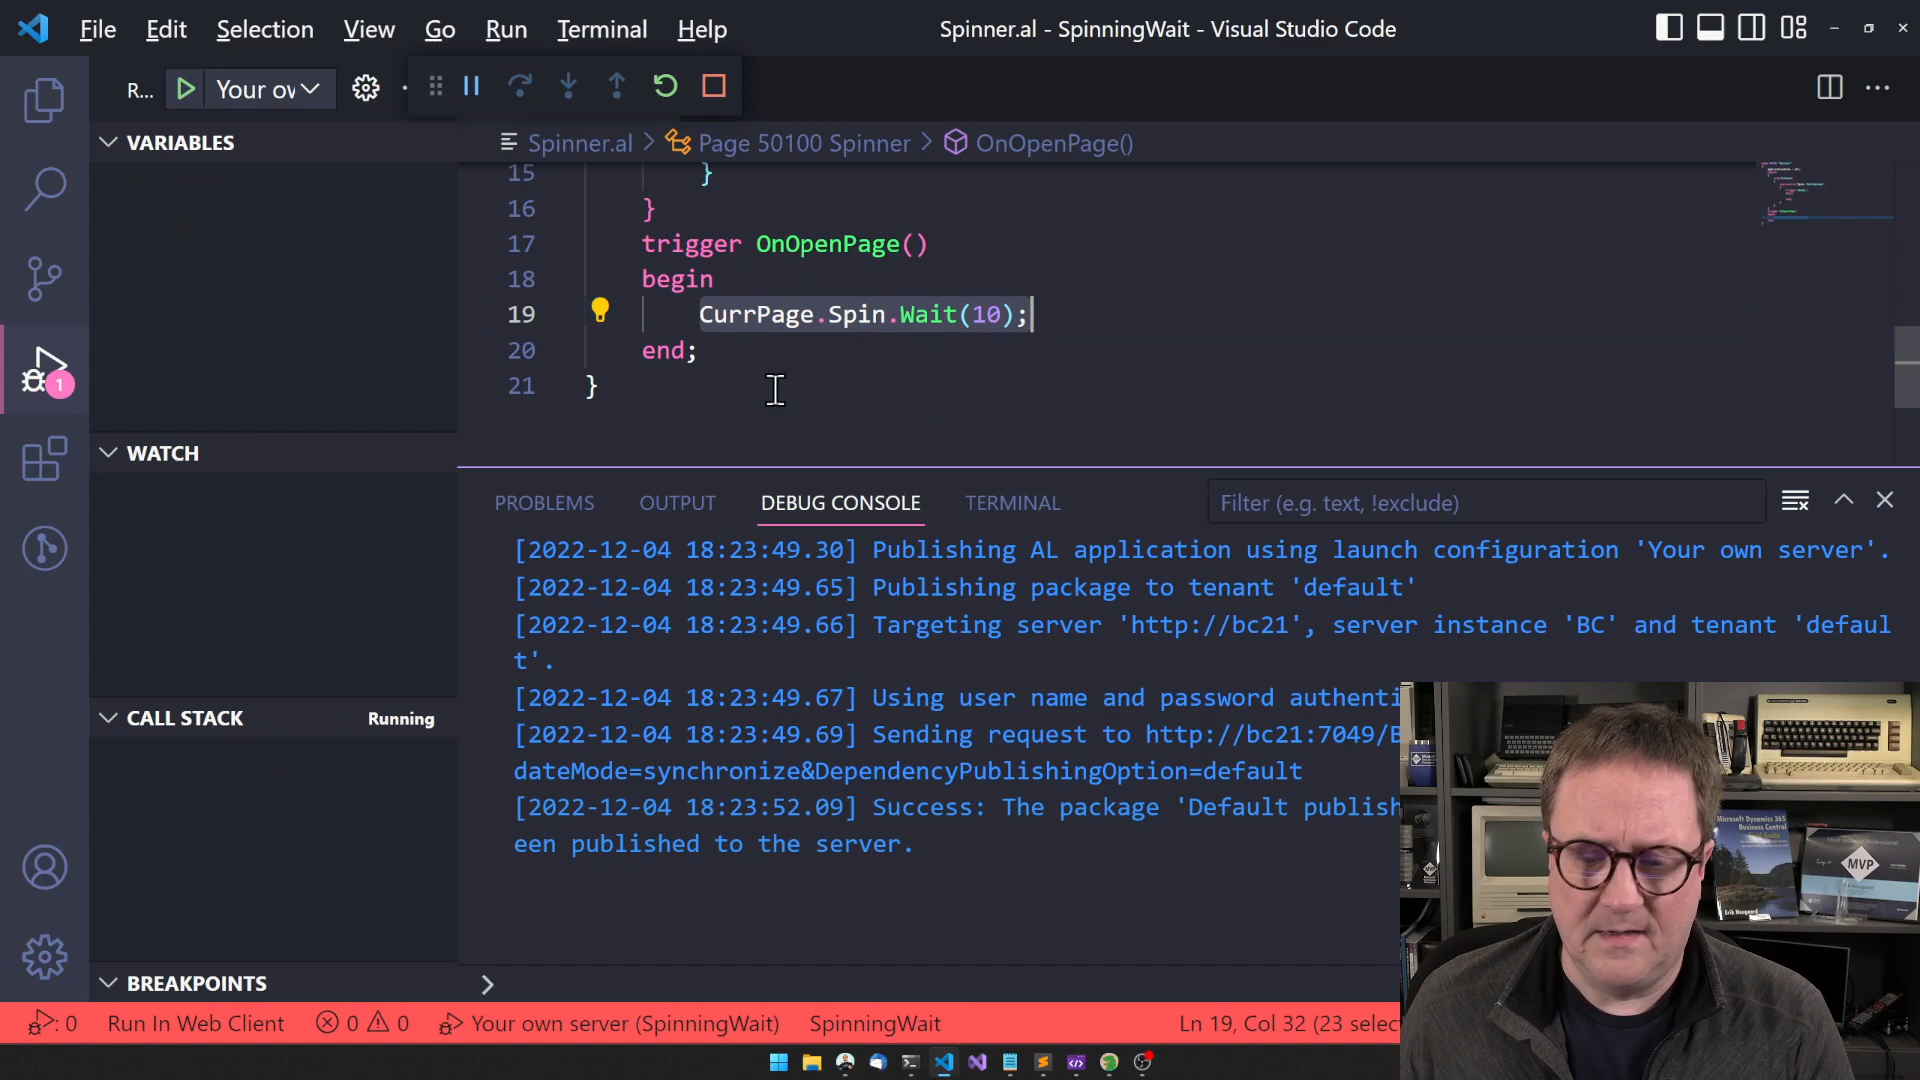 File Edit Selection View Go Run Terminal Help
Spinner.al - SpinningWait - Visual Studio Code
R... Your ov
VARIABLES
Spinner.al > Page 50100 Spinner > OnOpenPage()
15 }
16 }
17 trigger OnOpenPage()
18 begin
19 CurrPage.Spin.Wait(10);
20 end;
21 }
1
WATCH
PROBLEMS OUTPUT DEBUG CONSOLE TERMINAL
Filter (e.g. text, !exclude)
[2022-12-04 18:23:49.30] Publishing AL application using launch configuration 'Your own server'.
[2022-12-04 18:23:49.65] Publishing package to tenant 'default'
[2022-12-04 18:23:49.66] Targeting server 'http://bc21', server instance 'BC' and tenant 'defaul
t'.
[2022-12-04 18:23:49.67] Using user name and password authenti
[2022-12-04 18:23:49.69] Sending request to http://bc21:7049/B
dateMode=synchronize&DependencyPublishingOption=default
[2022-12-04 18:23:52.09] Success: The package 'Default publish
een published to the server.
CALL STACK Running
BREAKPOINTS
>
Microsoft Dynamics 365
Business Central
Erik Hougaard
MVP
0 Run In Web Client 0 0 Your own server (SpinningWait) SpinningWait
Ln 19, Col 32 (23 selec